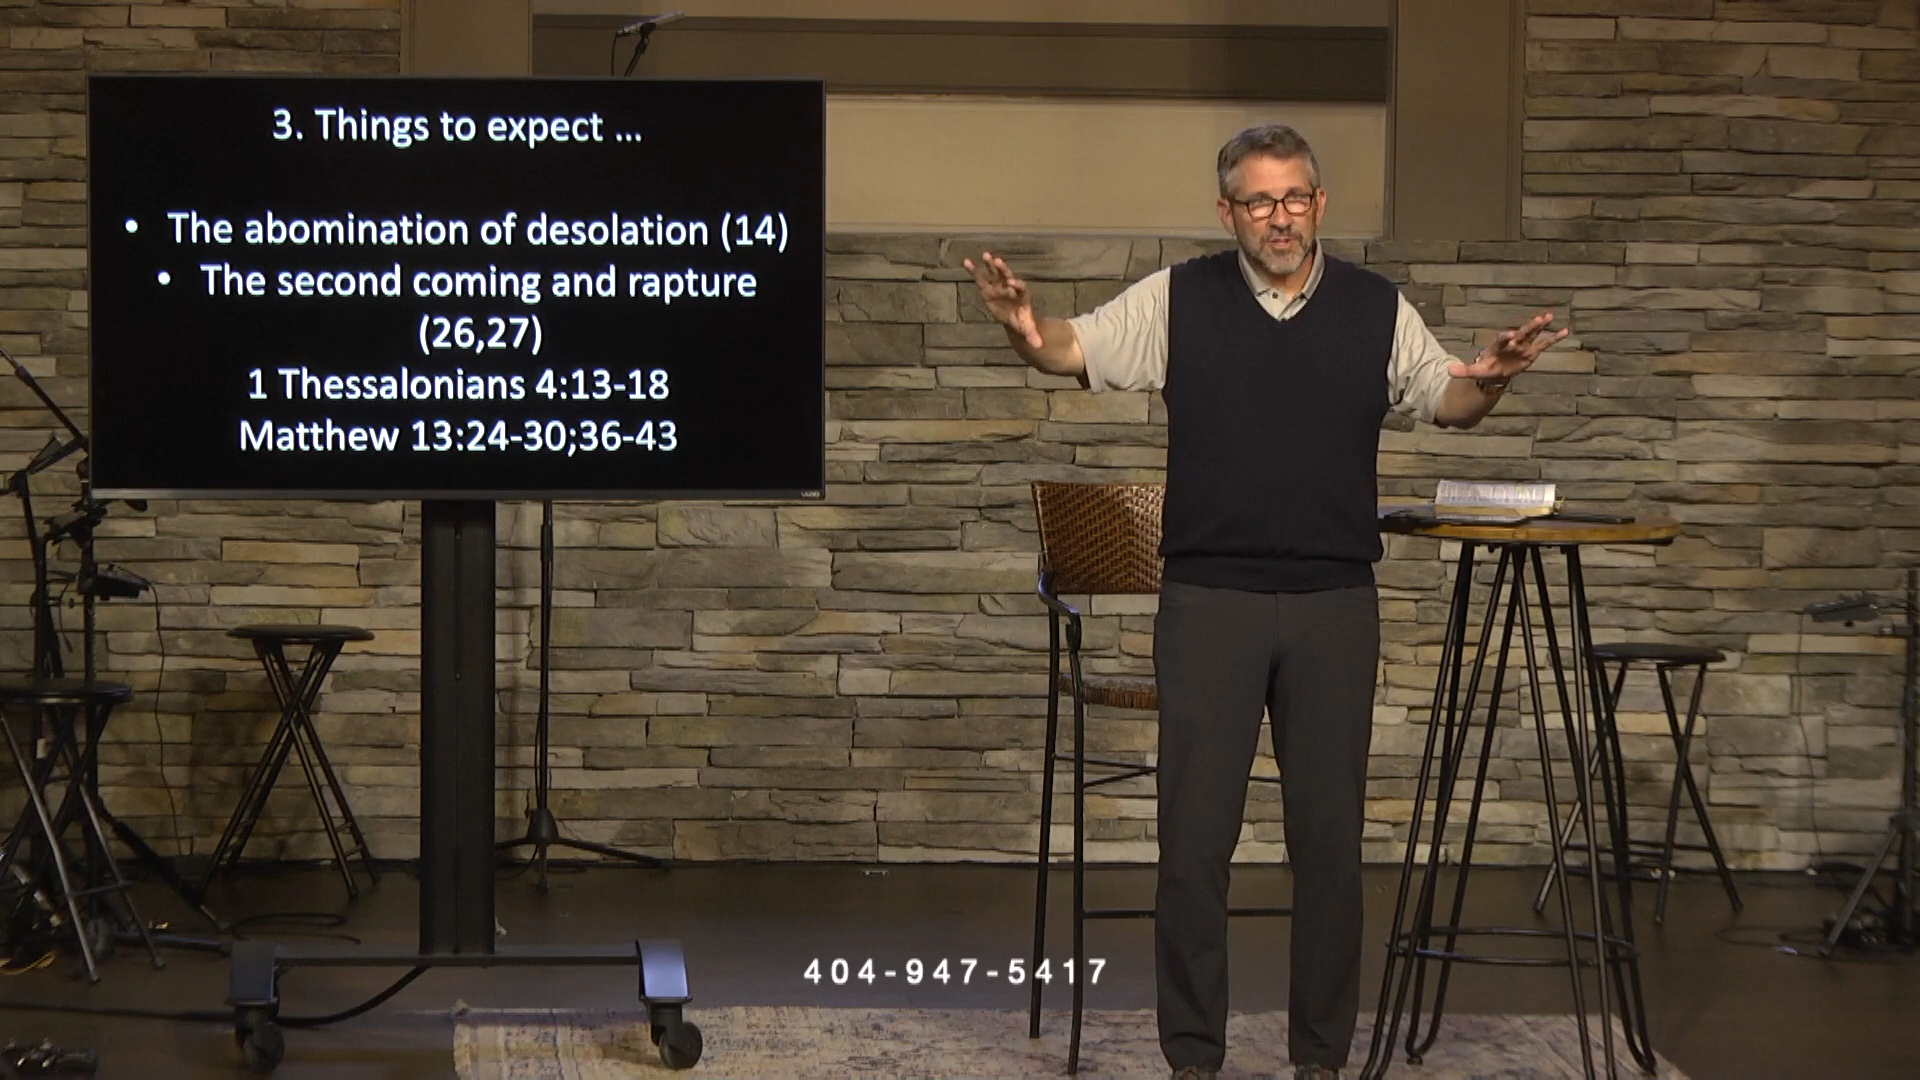 3. Things to expect ...
• The abomination of desolation (14)
• The second coming and rapture
(26,27)
1 Thessalonians 4:13-18
Matthew 13:24-30;36-43
VIZIO
404-947-5417